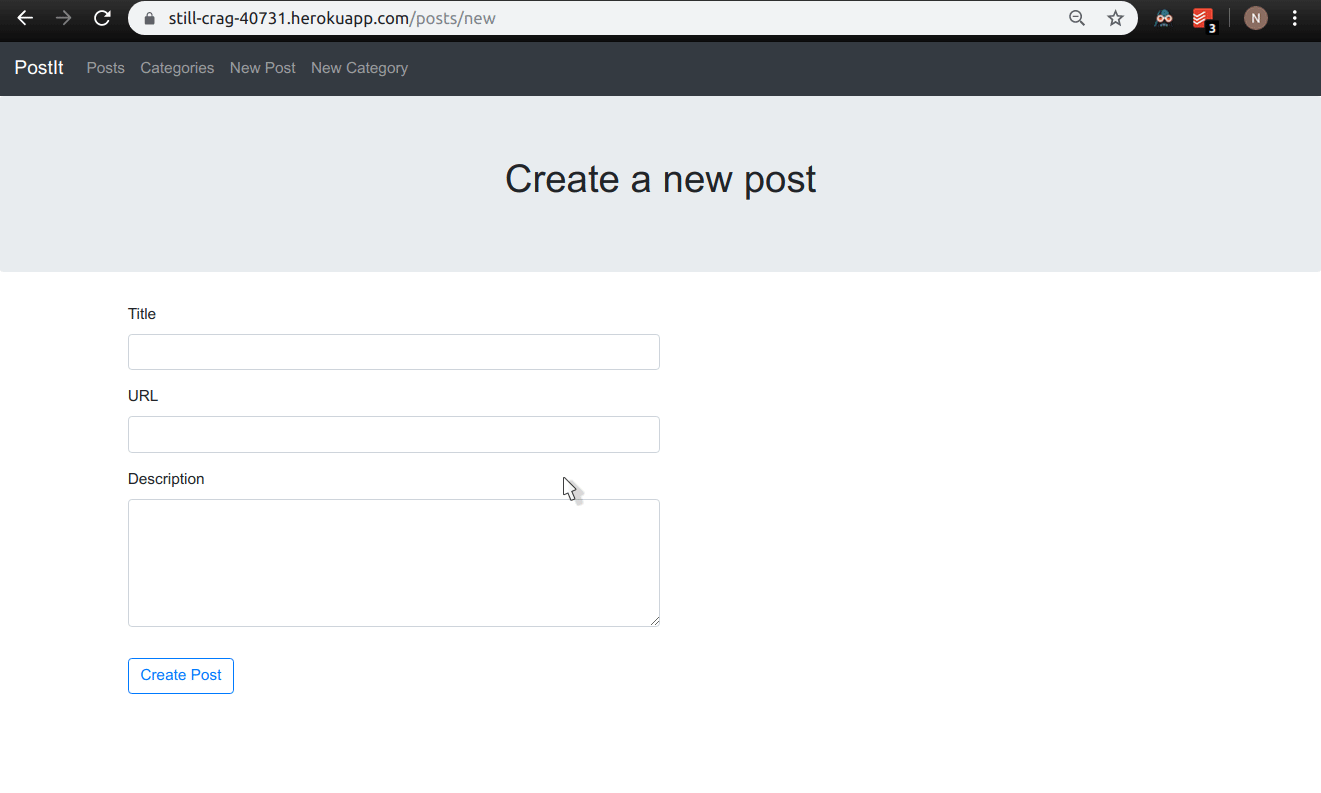 still-crag-40731.herokuapp.com/posts/new
3
N
PostIt Posts Categories New Post New Category
Create a new post
Title
URL
Description
Create Post